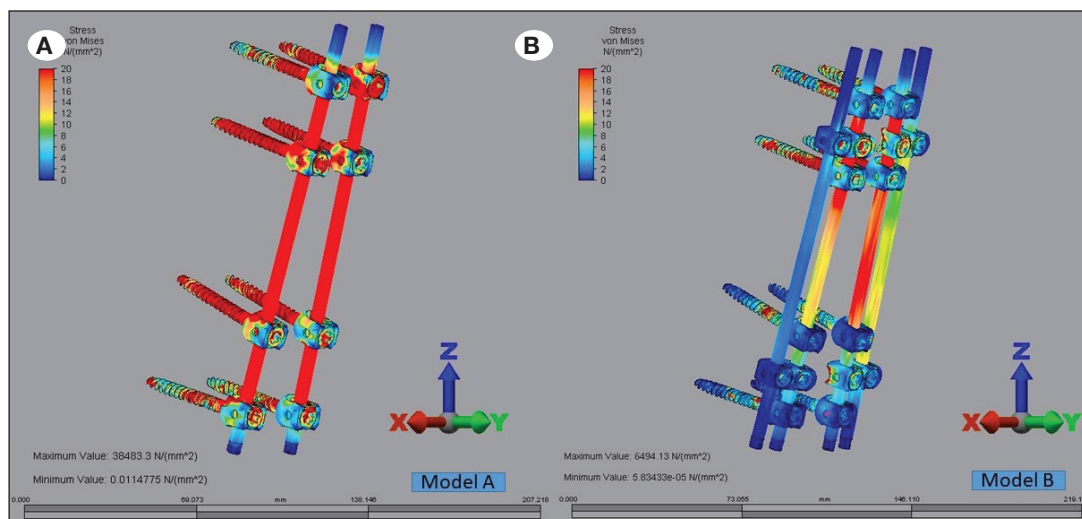 A
Stress
von Mises
N/(mm^2)
20
18
16
14
12
10
8
6
4
2
0
Z
X
Y
Maximum Value: 38483.3 N/(mm^2)
Minimum Value: 0.0114775 N/(mm^2)
Model A
0.000
69.073
mm
138.146
207.218
B
Stress
von Mises
N/(mm^2)
20
18
16
14
12
10
8
6
4
2
0
Z
X
Y
Maximum Value: 6494.13 N/(mm^2)
Minimum Value: 5.83433e-05 N/(mm^2)
Model B
0.000
73.055
mm
146.110